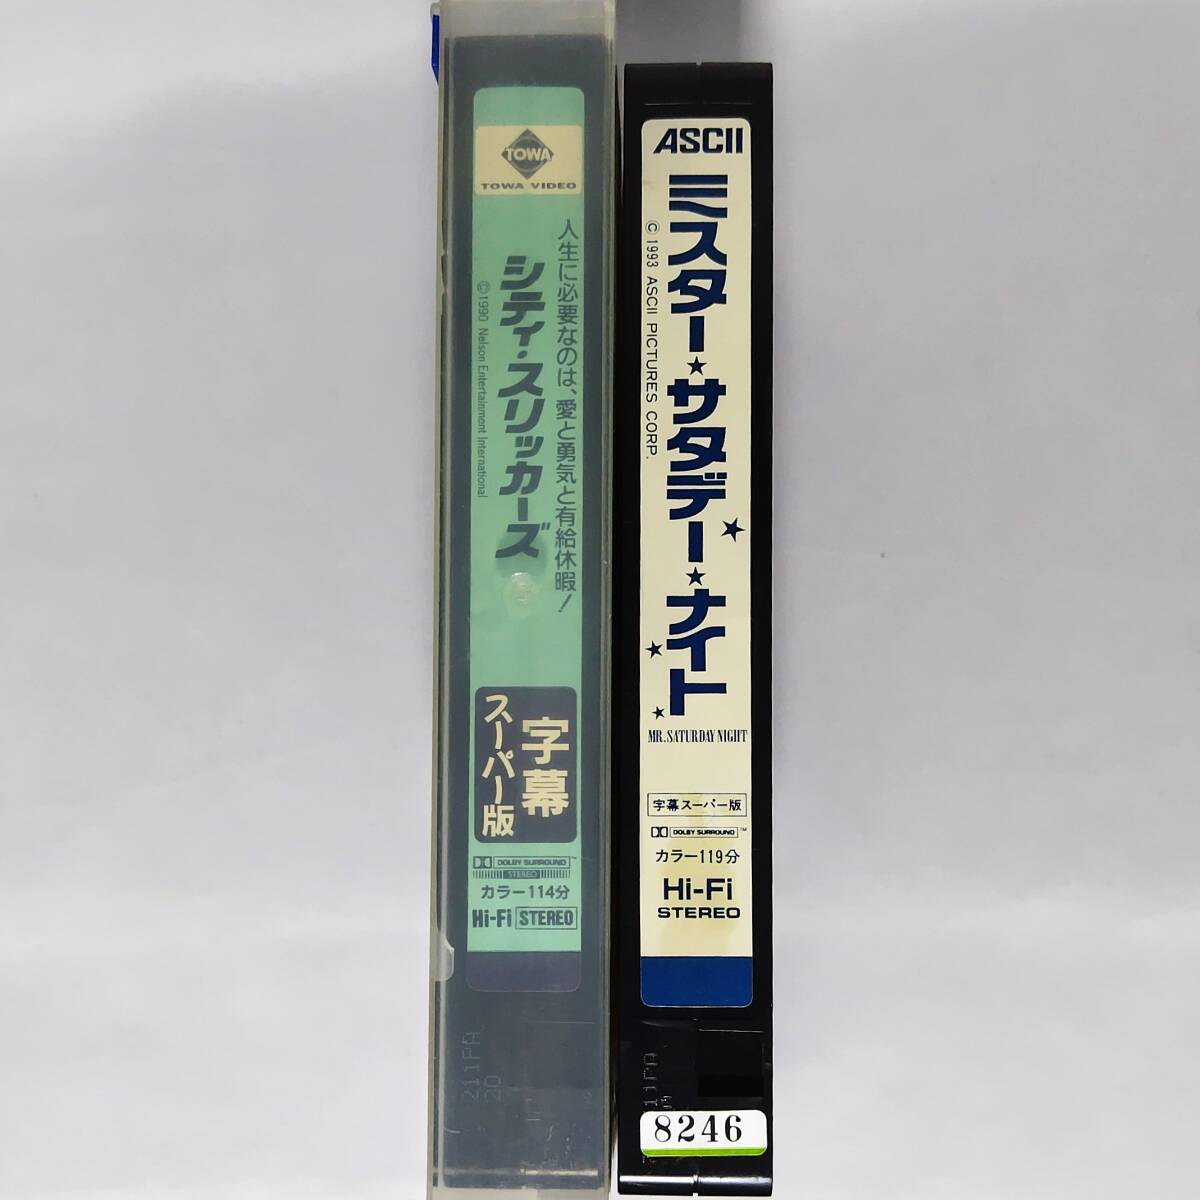 TOWA
TOWA VIDEO
人生に必要なのは、愛と勇気と有給休暇!
シティ・スリッカーズ
©1990 Nelson Entertainment International
字幕
スーパー版
DOLBY SURROUND
STEREO
カラー114分
Hi-Fi STEREO
211PA
20
ASCII
ミスター★サタデー★ナイト
© 1993 ASCII PICTURES CORP.
MR. SATURDAY NIGHT
字幕スーパー版
DOLBY SURROUND™
カラー119分
Hi-Fi
STEREO
8246